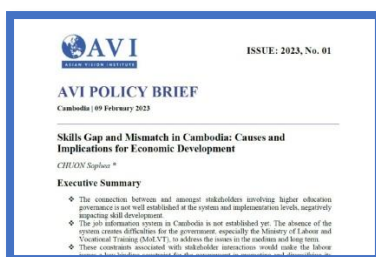 AVI
ASIAN VISION INSTITUTE
ISSUE: 2023, No. 01
AVI POLICY BRIEF
Cambodia | 09 February 2023
Skills Gap and Mismatch in Cambodia: Causes and
Implications for Economic Development
CHUON Sophea *
Executive Summary
❖ The connection between and amongst stakeholders involving higher education
governance is not well established at the system and implementation levels, negatively
impacting skill development.
❖ The job information system in Cambodia is not established yet. The absence of the
system creates difficulties for the government, especially the Ministry of Labour and
Vocational Training (MoLVT), to address the issues in the medium and long term.
❖ These constraints associated with stakeholder interactions would make the labour